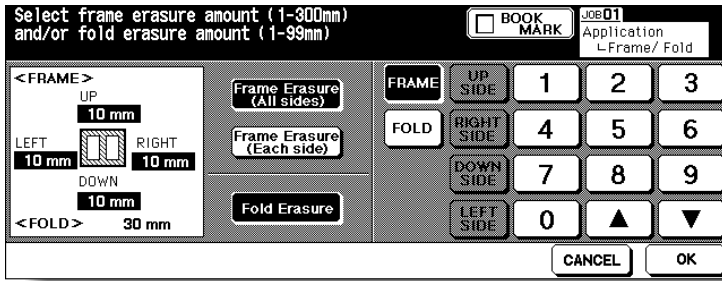 Select frame erasure amount (1-300mm)
and/or fold erasure amount (1-99mm)
BOOK
MARK
JOB01
Application
Frame/ Fold
<FRAME>
UP
10 mm
LEFT
RIGHT
10 mm
10 mm
DOWN
10 mm
<FOLD>
30 mm
Frame Erasure
(All sides)
Frame Erasure
(Each side)
Fold Erasure
FRAME
FOLD
UP
SIDE
RIGHT
SIDE
DOWN
SIDE
LEFT
SIDE
1 2 3
4 5 6
7 8 9
0 ▲ ▼
CANCEL
OK